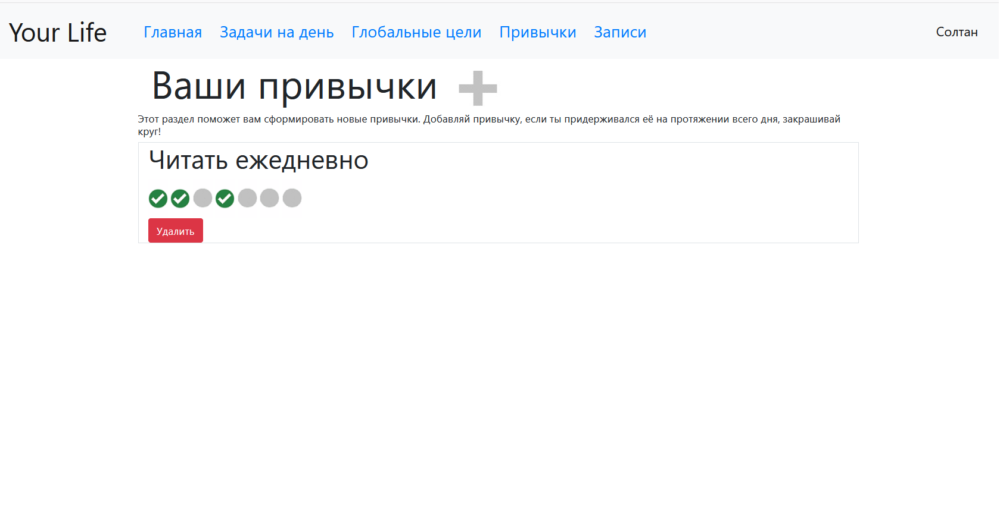 Your Life Главная Задачи на день Глобальные цели Привычки Записи Солтан
Ваши привычки
Этот раздел поможет вам сформировать новые привычки. Добавляй привычку, если ты придерживался её на протяжении всего дня, закрашивай
круг!
Читать ежедневно
Удалить